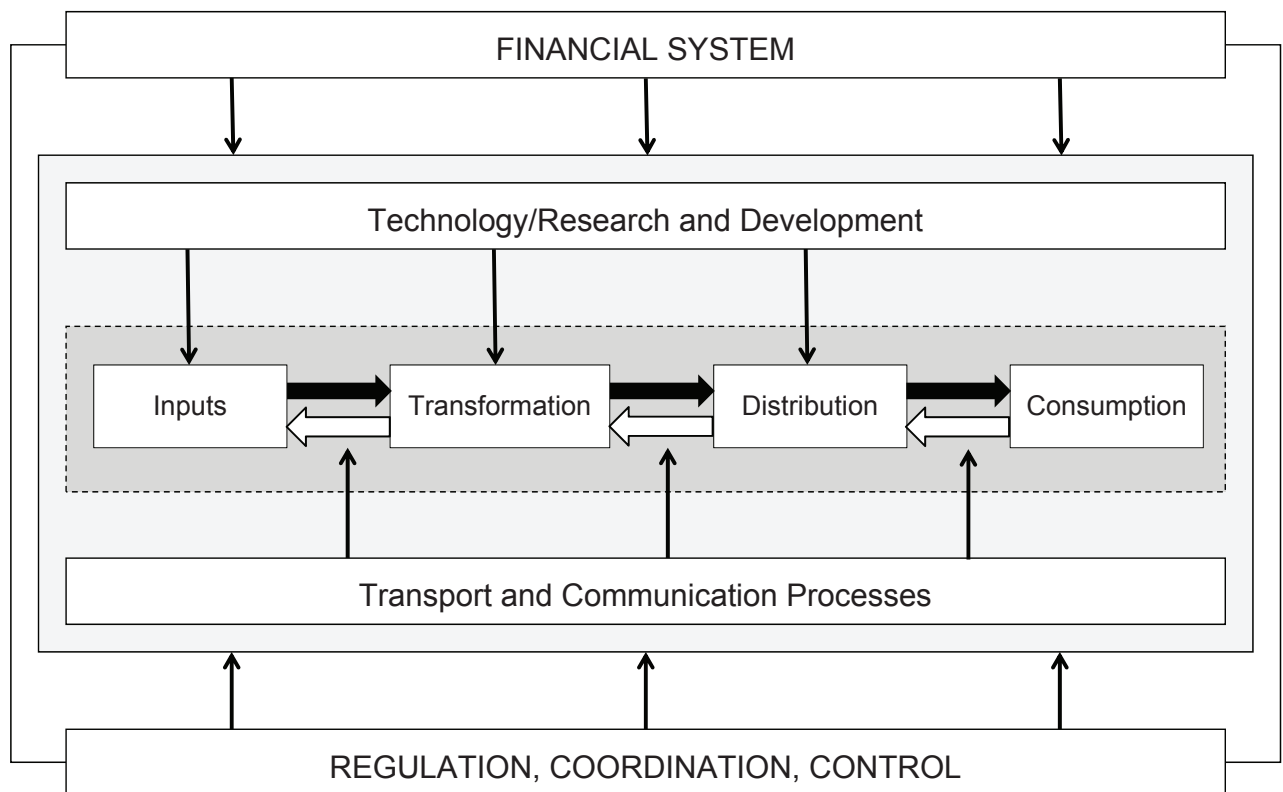 FINANCIAL SYSTEM
Technology/Research and Development
Inputs
Transformation
Distribution
Consumption
Transport and Communication Processes
REGULATION, COORDINATION, CONTROL